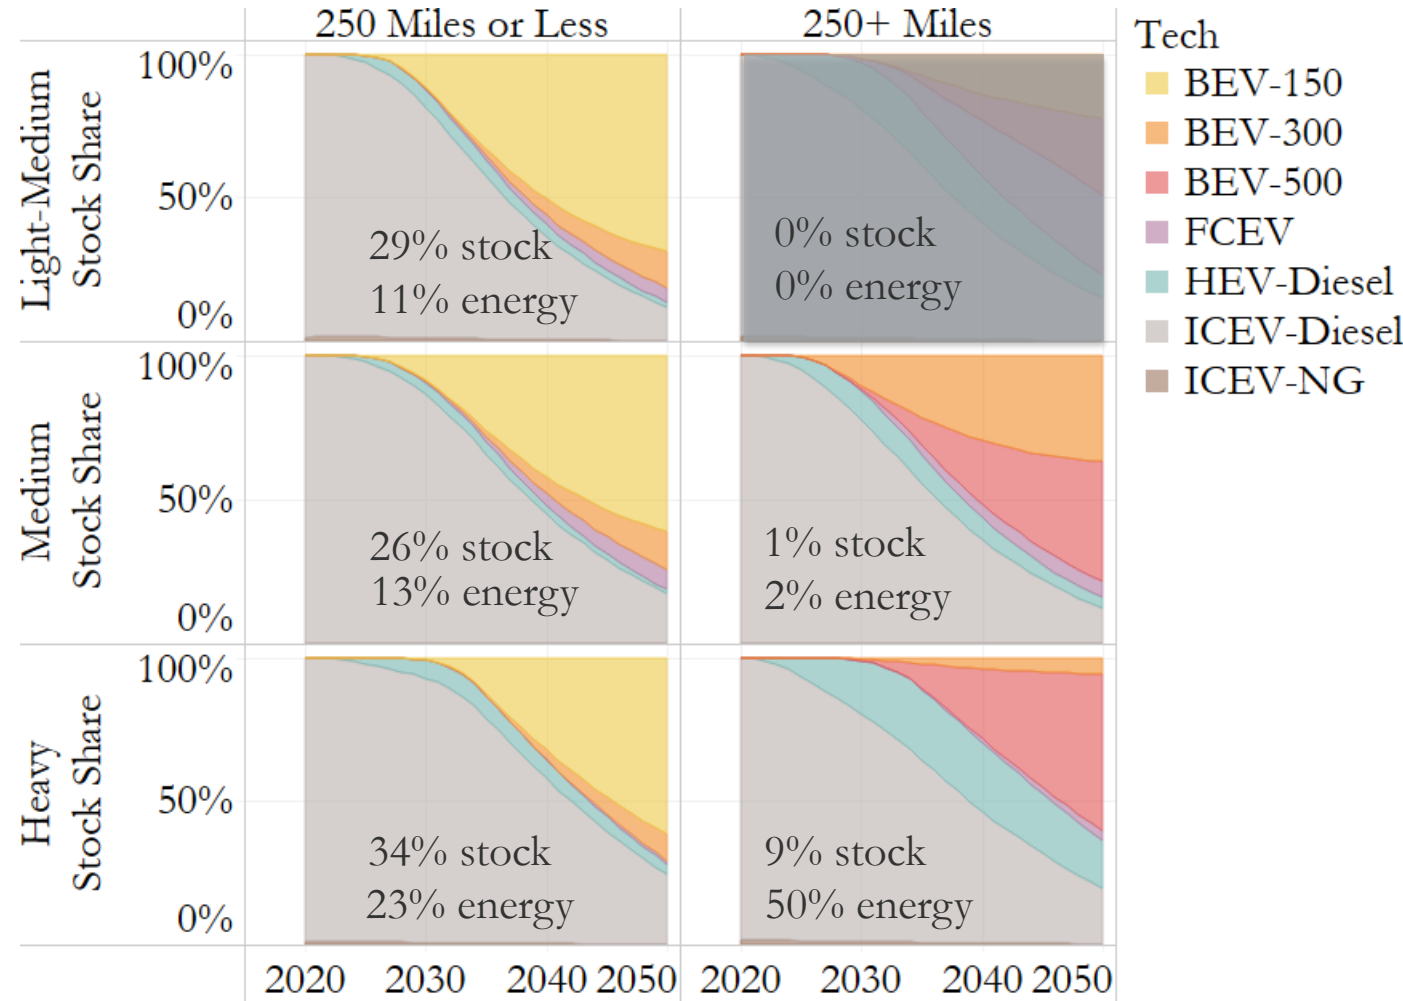 250 Miles or Less
250+ Miles
Tech
BEV-150
BEV-300
BEV-500
FCEV
HEV-Diesel
ICEV-Diesel
ICEV-NG
Light-Medium
Stock Share
100%
50%
0%
29% stock
11% energy
0% stock
0% energy
Medium
Stock Share
100%
50%
0%
26% stock
13% energy
1% stock
2% energy
Heavy
Stock Share
100%
50%
0%
34% stock
23% energy
9% stock
50% energy
2020 2030 2040 2050
2020 2030 2040 2050